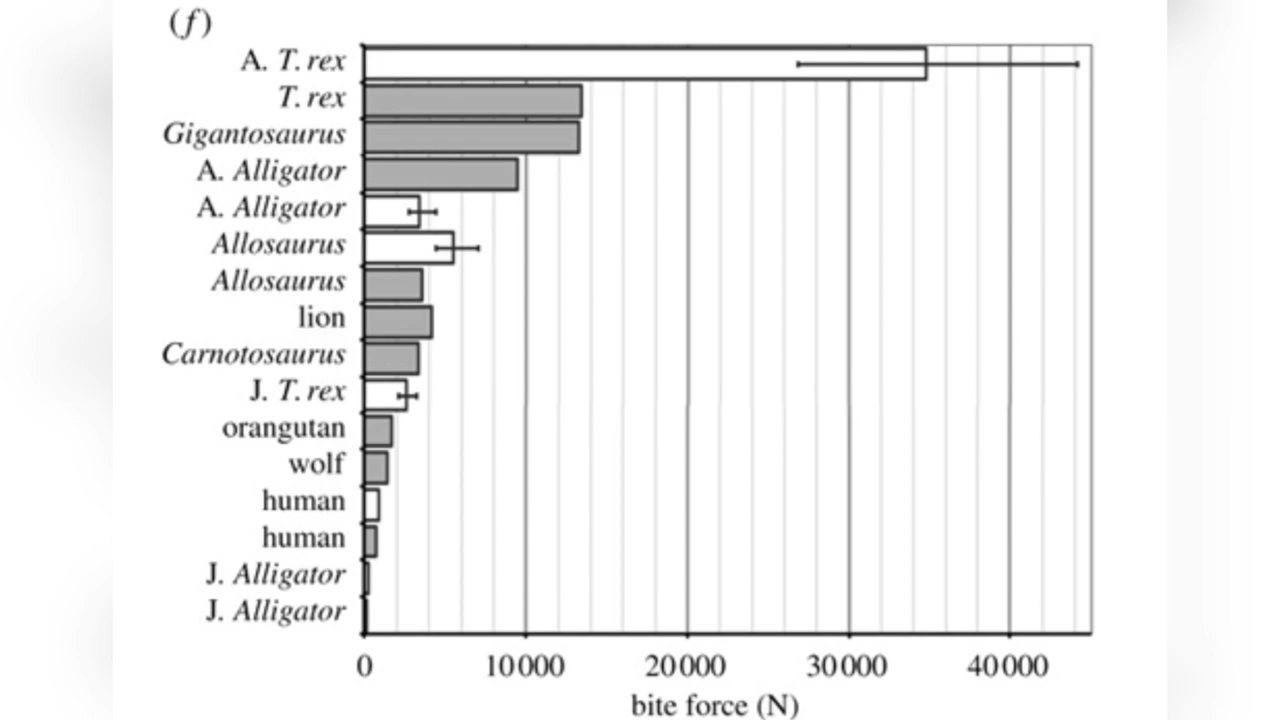 (f)
A. T. rex
T. rex
Gigantosaurus
A. Alligator
A. Alligator
Allosaurus
Allosaurus
lion
Carnotosaurus
J. T. rex
orangutan
wolf
human
human
J. Alligator
J. Alligator
0 10000 20000 30000 40000
bite force (N)